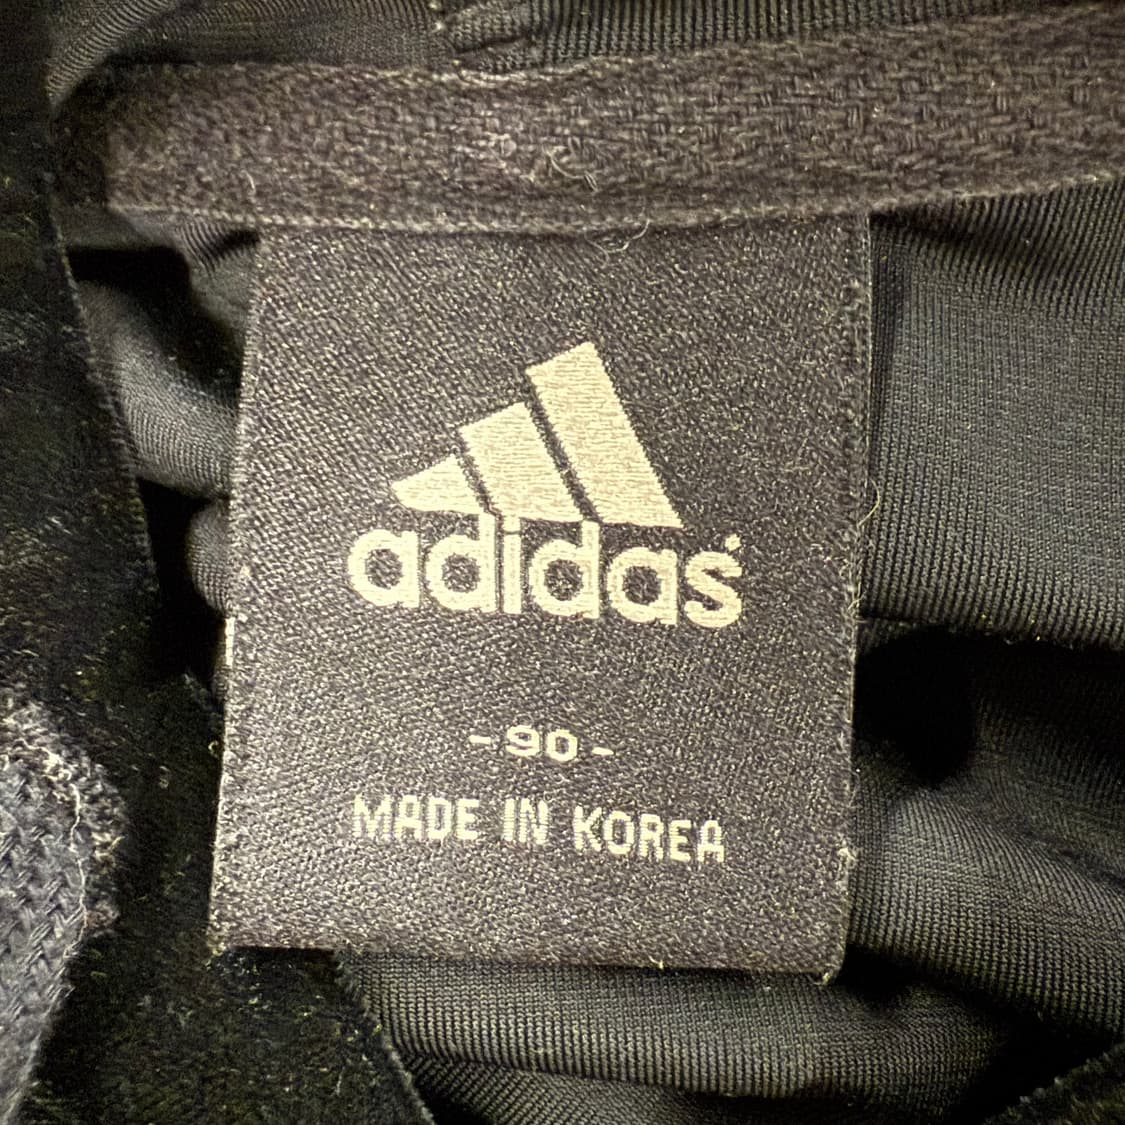 adidas®
- 90 -
MADE IN KOREA